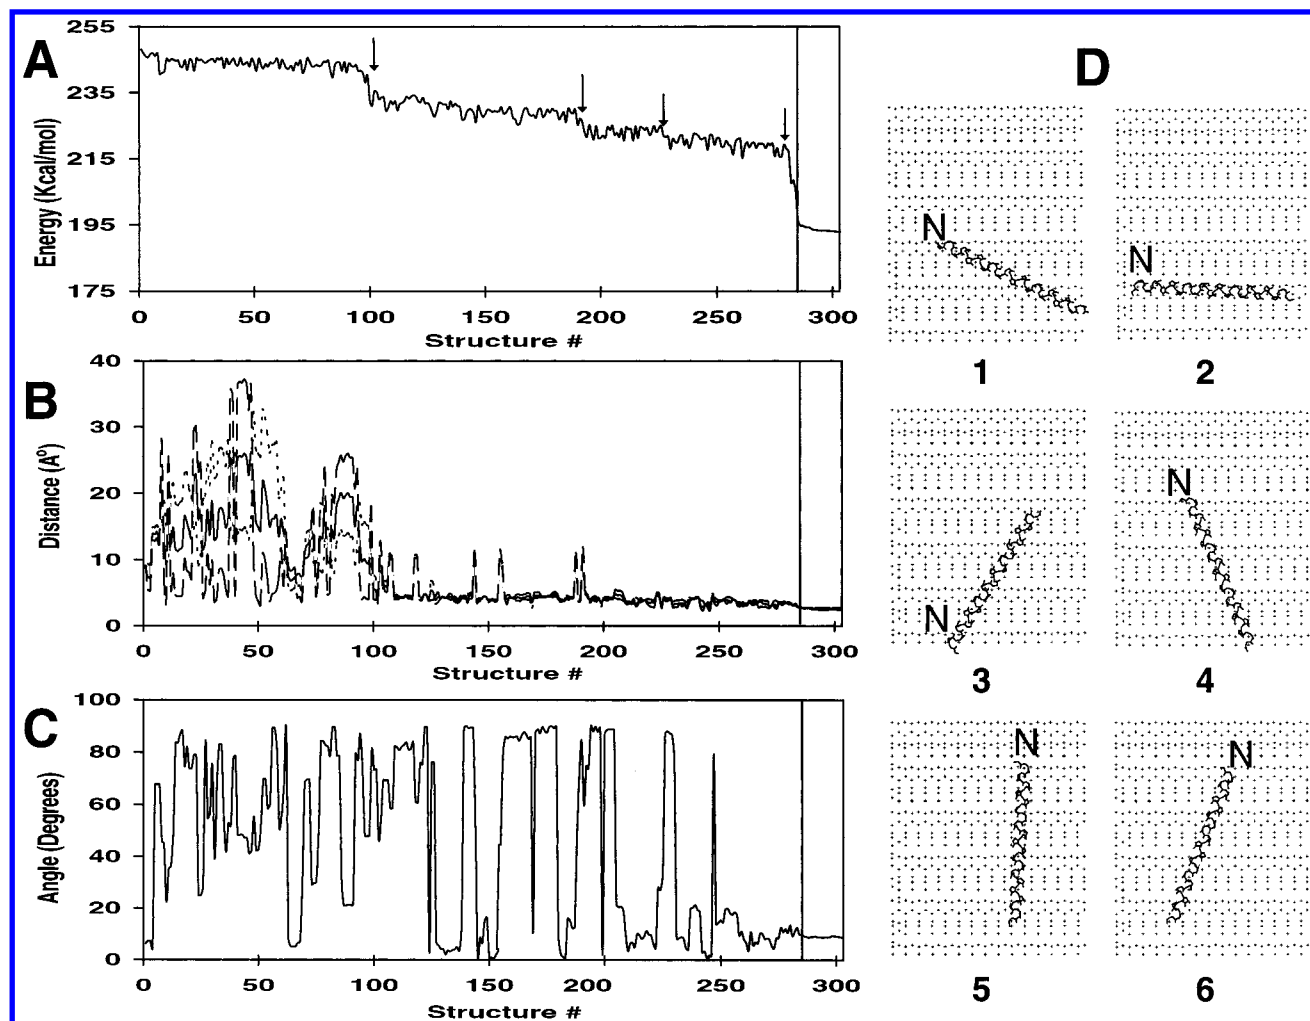 A
255
235
215
195
175
Energy (Kcal/mol)
0 50 100 150 200 250 300
Structure #
B
40
30
20
10
0
Distance (A⁰)
0 50 100 150 200 250 300
Structure #
C
100
80
60
40
20
0
Angle (Degrees)
0 50 100 150 200 250 300
Structure #
D
N
N
1 2
N
N
3 4
N
N
5 6